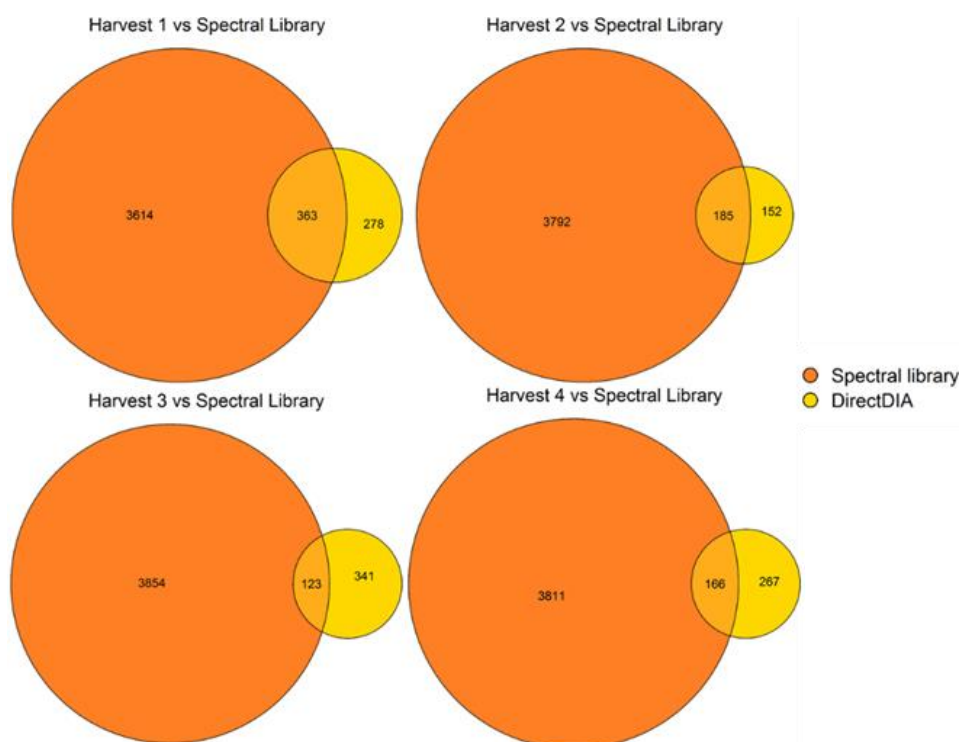 Harvest 1 vs Spectral Library
3614
363
278
Harvest 2 vs Spectral Library
3792
185
152
Harvest 3 vs Spectral Library
3854
123
341
Harvest 4 vs Spectral Library
3811
166
267
Spectral library
DirectDIA